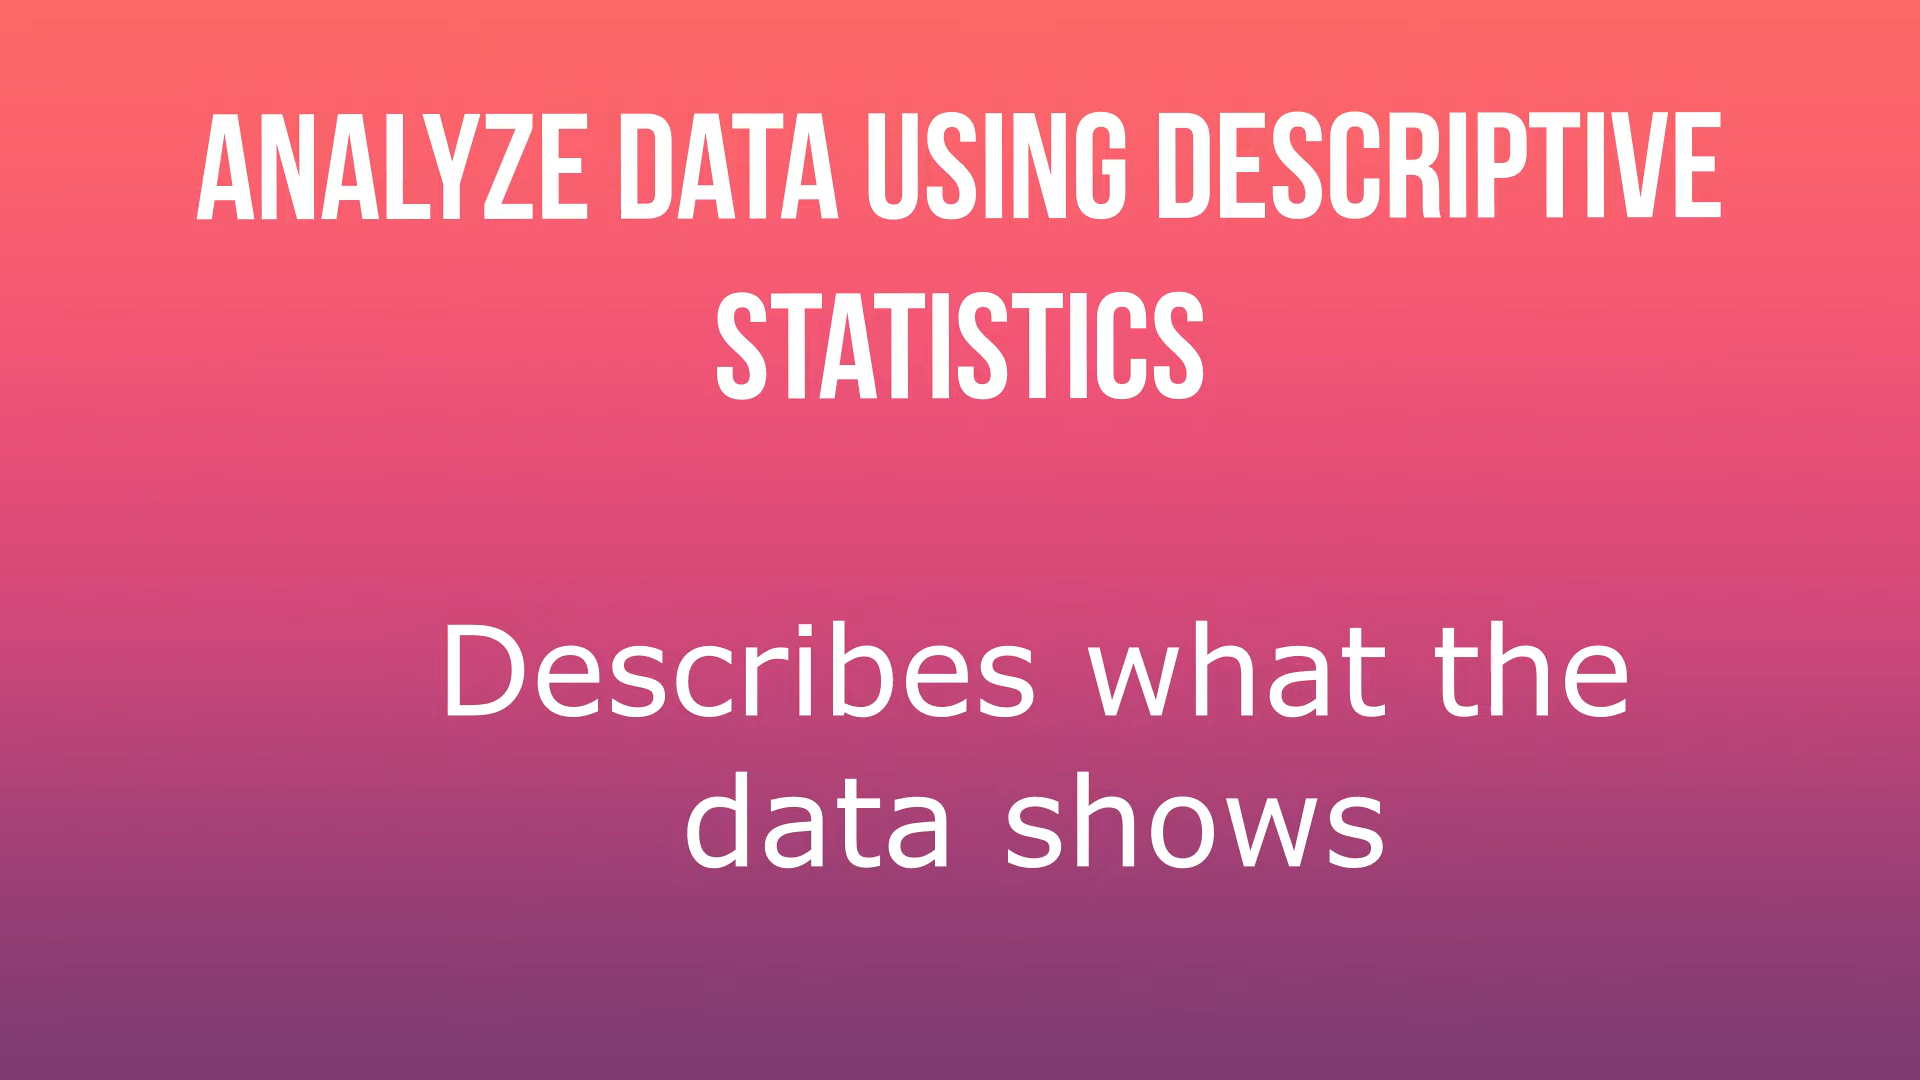 ANALYZE DATA USING DESCRIPTIVE
STATISTICS
Describes what the
data shows